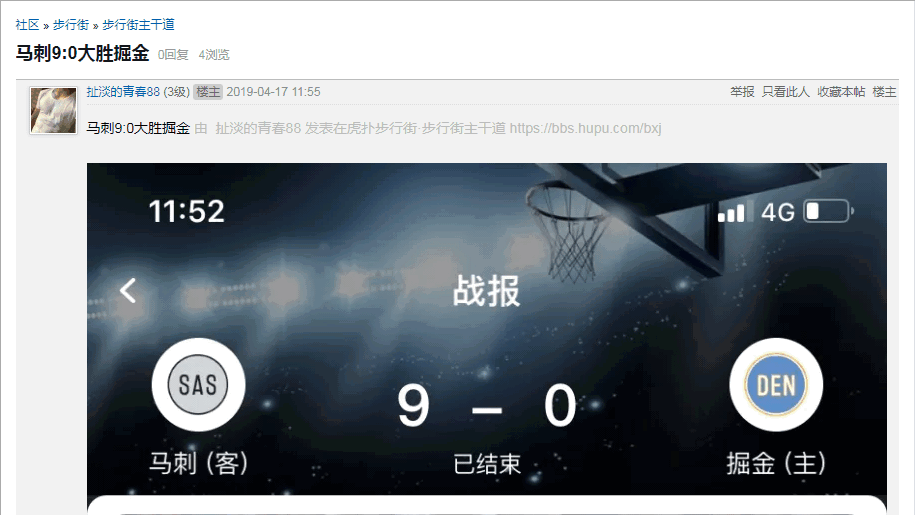 社区 » 步行街 » 步行街主干道
马刺9:0大胜掘金 0回复 4浏览
扯淡的青春88 (3级) 楼主 2019-04-17 11:55 举报 只看此人 收藏本帖 楼主
马刺9:0大胜掘金 由 扯淡的青春88 发表在虎扑步行街·步行街主干道 https://bbs.hupu.com/bxj
11:52 4G
战报
SAS 9 – 0 DEN
马刺 (客) 已结束 掘金 (主)